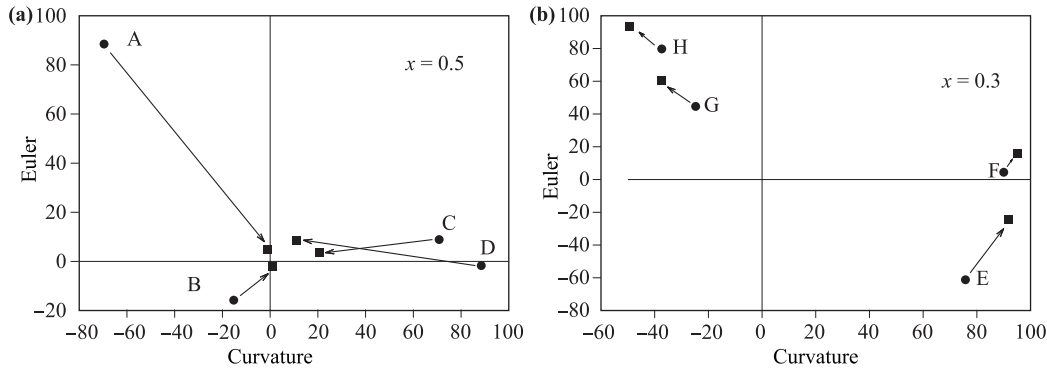 (a)
100
80
60
40
20
0
−20
Euler
A
B
C
D
x = 0.5
−80 −60 −40 −20 0 20 40 60 80 100
Curvature
(b)
100
80
60
40
20
0
−20
−40
−60
−80
Euler
H
G
F
E
x = 0.3
−60 −40 −20 0 20 40 60 80 100
Curvature